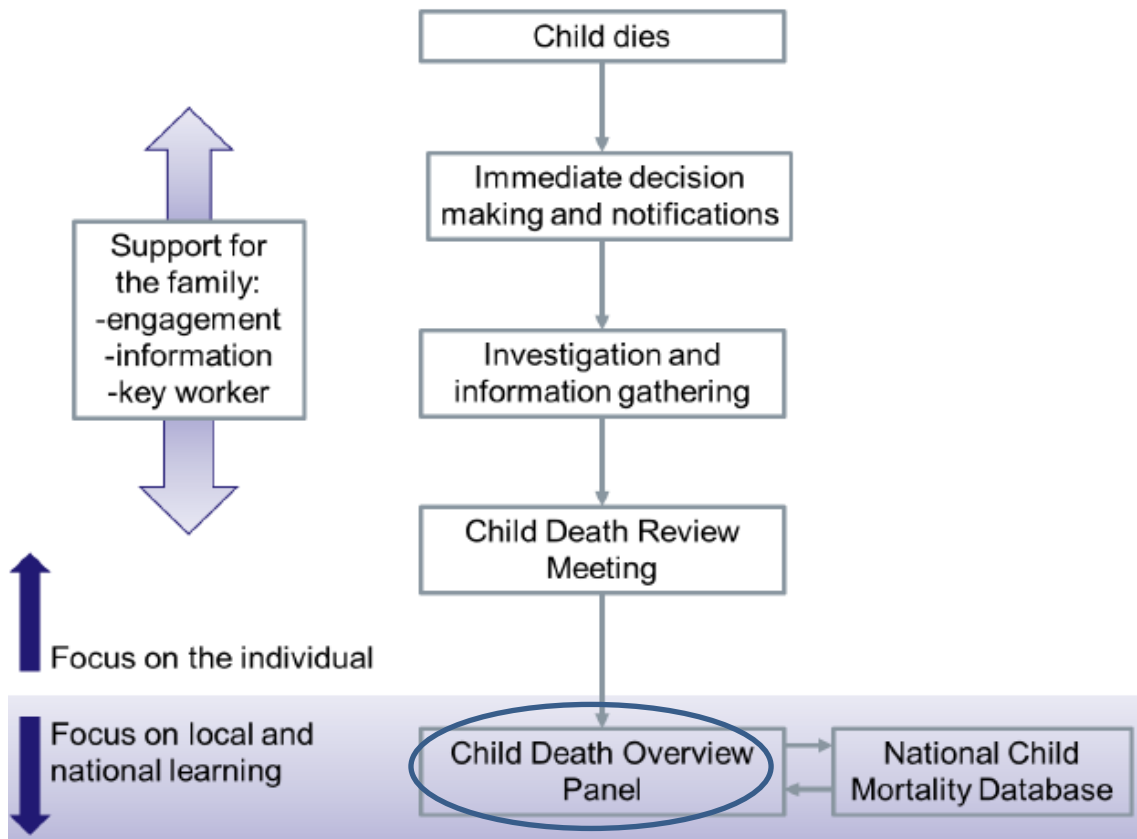 Child dies
Immediate decision
making and notifications
Support for
the family:
-engagement
-information
-key worker
Investigation and
information gathering
Child Death Review
Meeting
Focus on the individual
Focus on local and
national learning
Child Death Overview
Panel
National Child
Mortality Database